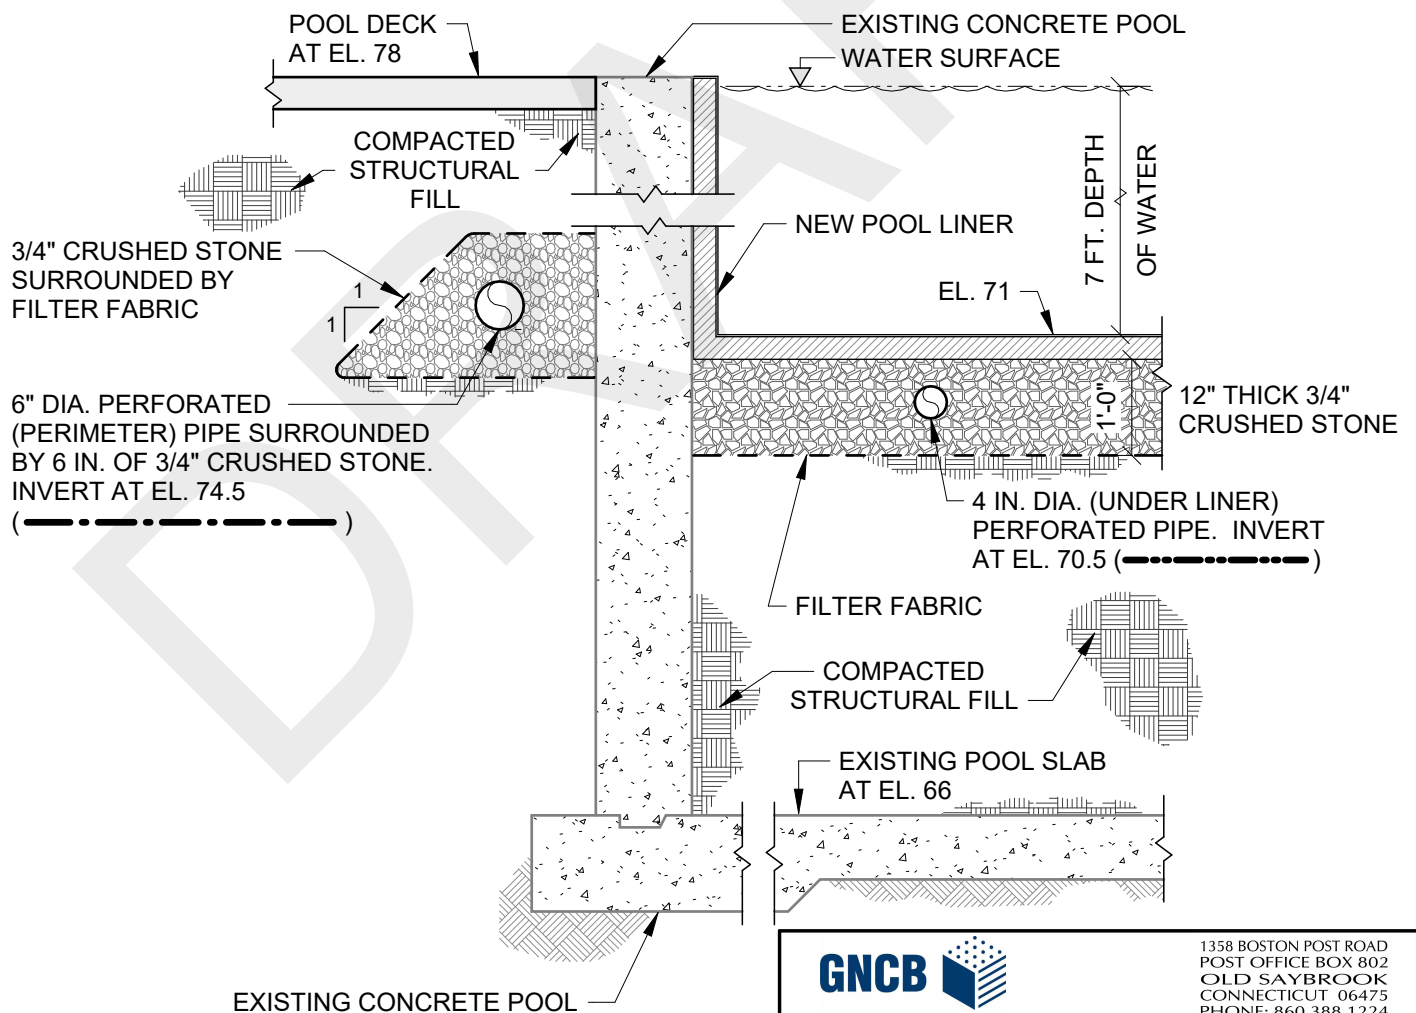 POOL DECK
AT EL. 78
EXISTING CONCRETE POOL
WATER SURFACE
COMPACTED
STRUCTURAL
FILL
3/4" CRUSHED STONE
SURROUNDED BY
FILTER FABRIC
1
1
NEW POOL LINER
7 FT. DEPTH
OF WATER
EL. 71
6" DIA. PERFORATED
(PERIMETER) PIPE SURROUNDED
BY 6 IN. OF 3/4" CRUSHED STONE.
INVERT AT EL. 74.5
( )
1'-0"
12" THICK 3/4"
CRUSHED STONE
4 IN. DIA. (UNDER LINER)
PERFORATED PIPE. INVERT
AT EL. 70.5 ( )
FILTER FABRIC
COMPACTED
STRUCTURAL FILL
EXISTING POOL SLAB
AT EL. 66
EXISTING CONCRETE POOL
GNCB
1358 BOSTON POST ROAD
POST OFFICE BOX 802
OLD SAYBROOK
CONNECTICUT 06475
PHONE: 860 388 1224